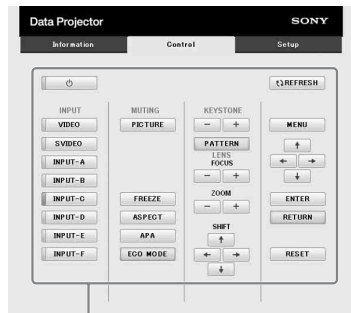 Data Projector
SONY
Information
Control
Setup
REFRESH
INPUT
MUTING
KEYSTONE
VIDEO
PICTURE
- +
MENU
SVIDEO
PATTERN
INPUT-A
LENS
FOCUS
INPUT-B
- +
INPUT-C
FREEZE
ZOOM
ENTER
INPUT-D
ASPECT
- +
RETURN
INPUT-E
APA
SHIFT
INPUT-F
ECO MODE
RESET